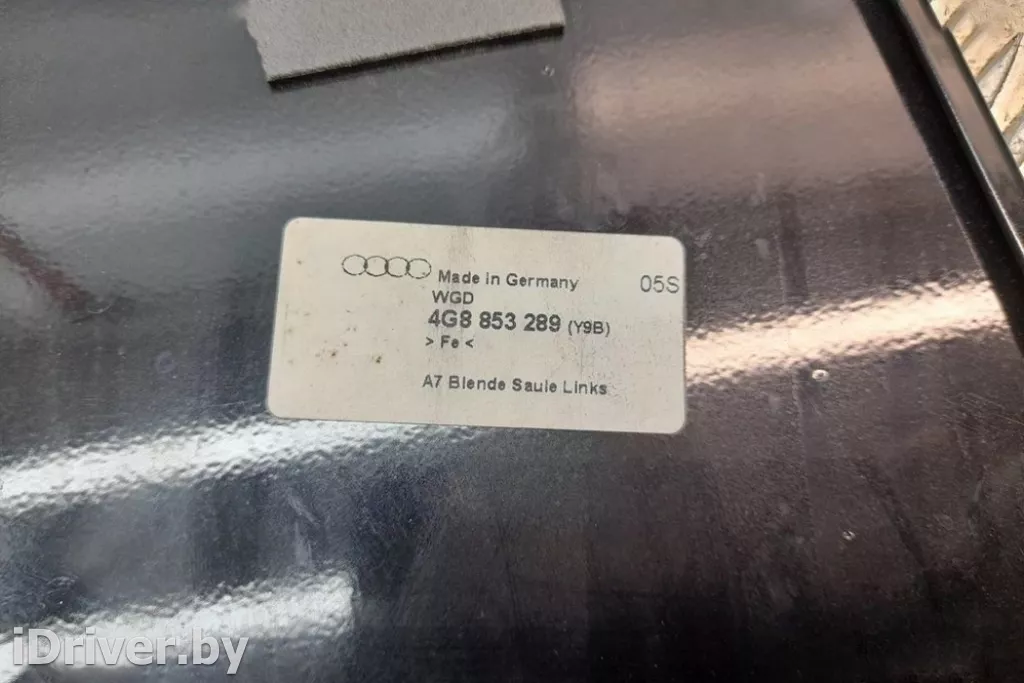 Made in Germany
05S
WGD
4G8 853 289 (Y9B)
> Fe <
A7 Blende Saule Links
iDriver.by